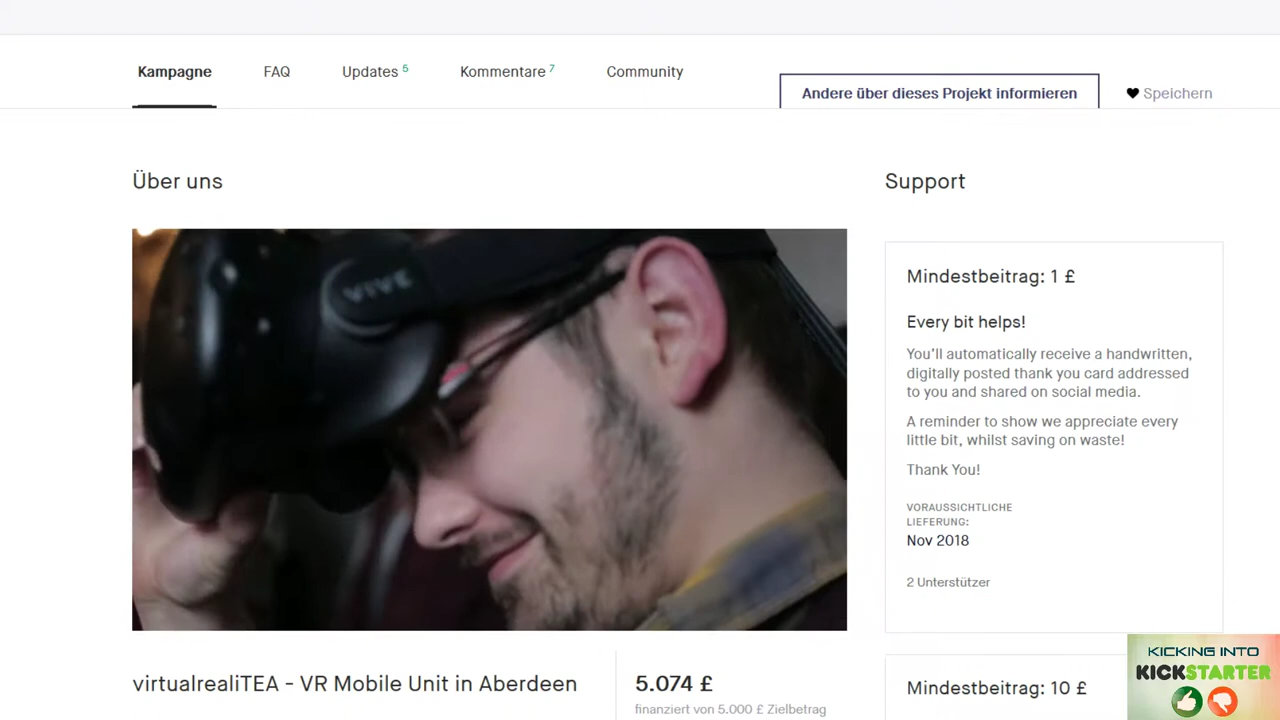 Kampagne FAQ Updates 5 Kommentare 7 Community
Andere über dieses Projekt informieren Speichern
Über uns
Support
VIVE
Mindestbeitrag: 1 £
Every bit helps!
You'll automatically receive a handwritten,
digitally posted thank you card addressed
to you and shared on social media.
A reminder to show we appreciate every
little bit, whilst saving on waste!
Thank You!
VORAUSSICHTLICHE
LIEFERUNG:
Nov 2018
2 Unterstützer
virtualrealiTEA - VR Mobile Unit in Aberdeen
5.074 £
finanziert von 5.000 £ Zielbetrag
Mindestbeitrag: 10 £
KICKING INTO
KICKSTARTER